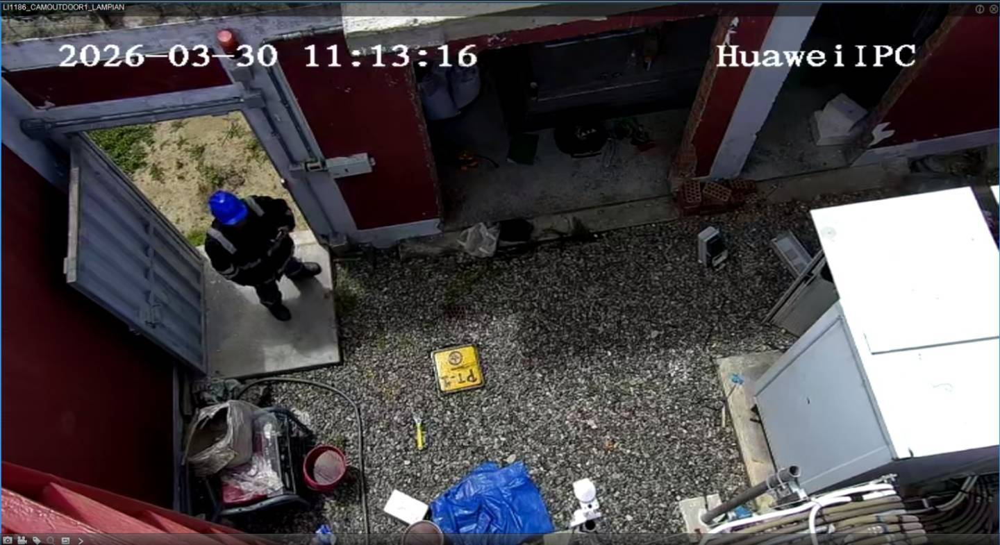 LI1186_CAMOUTDOOR1_LAMPIAN
2026-03-30 11:13:16
HuaweiIPC
PT-1